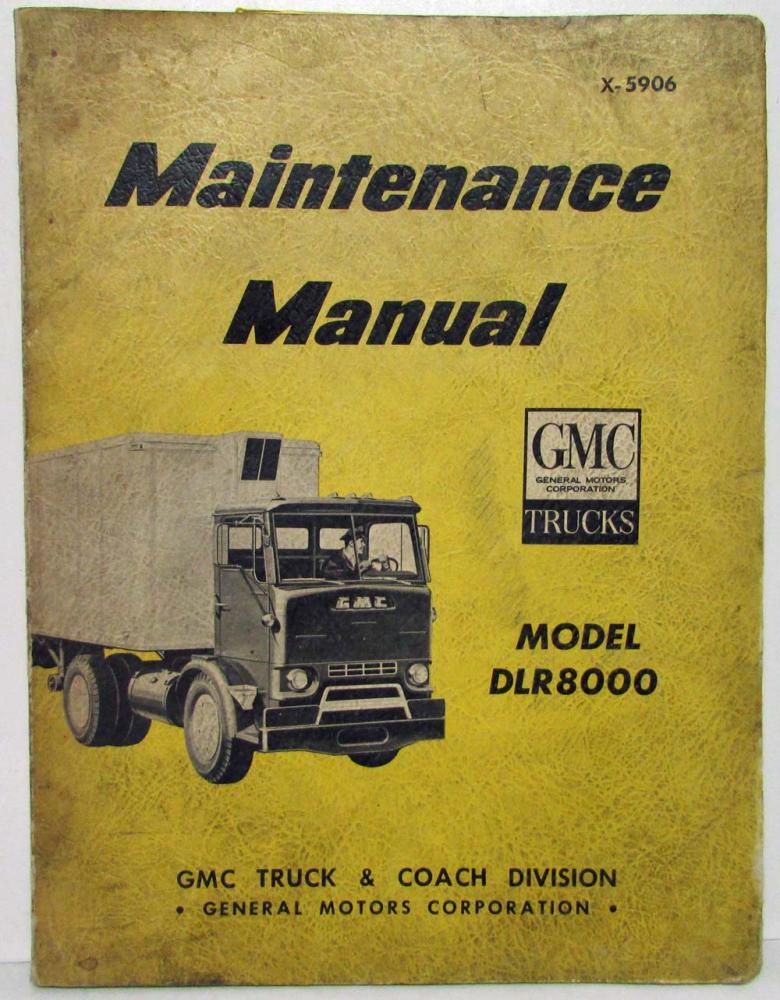 X-5906
Maintenance
Manual
GMC
GENERAL MOTORS
CORPORATION
TRUCKS
GMC
MODEL
DLR8000
GMC TRUCK & COACH DIVISION
• GENERAL MOTORS CORPORATION •